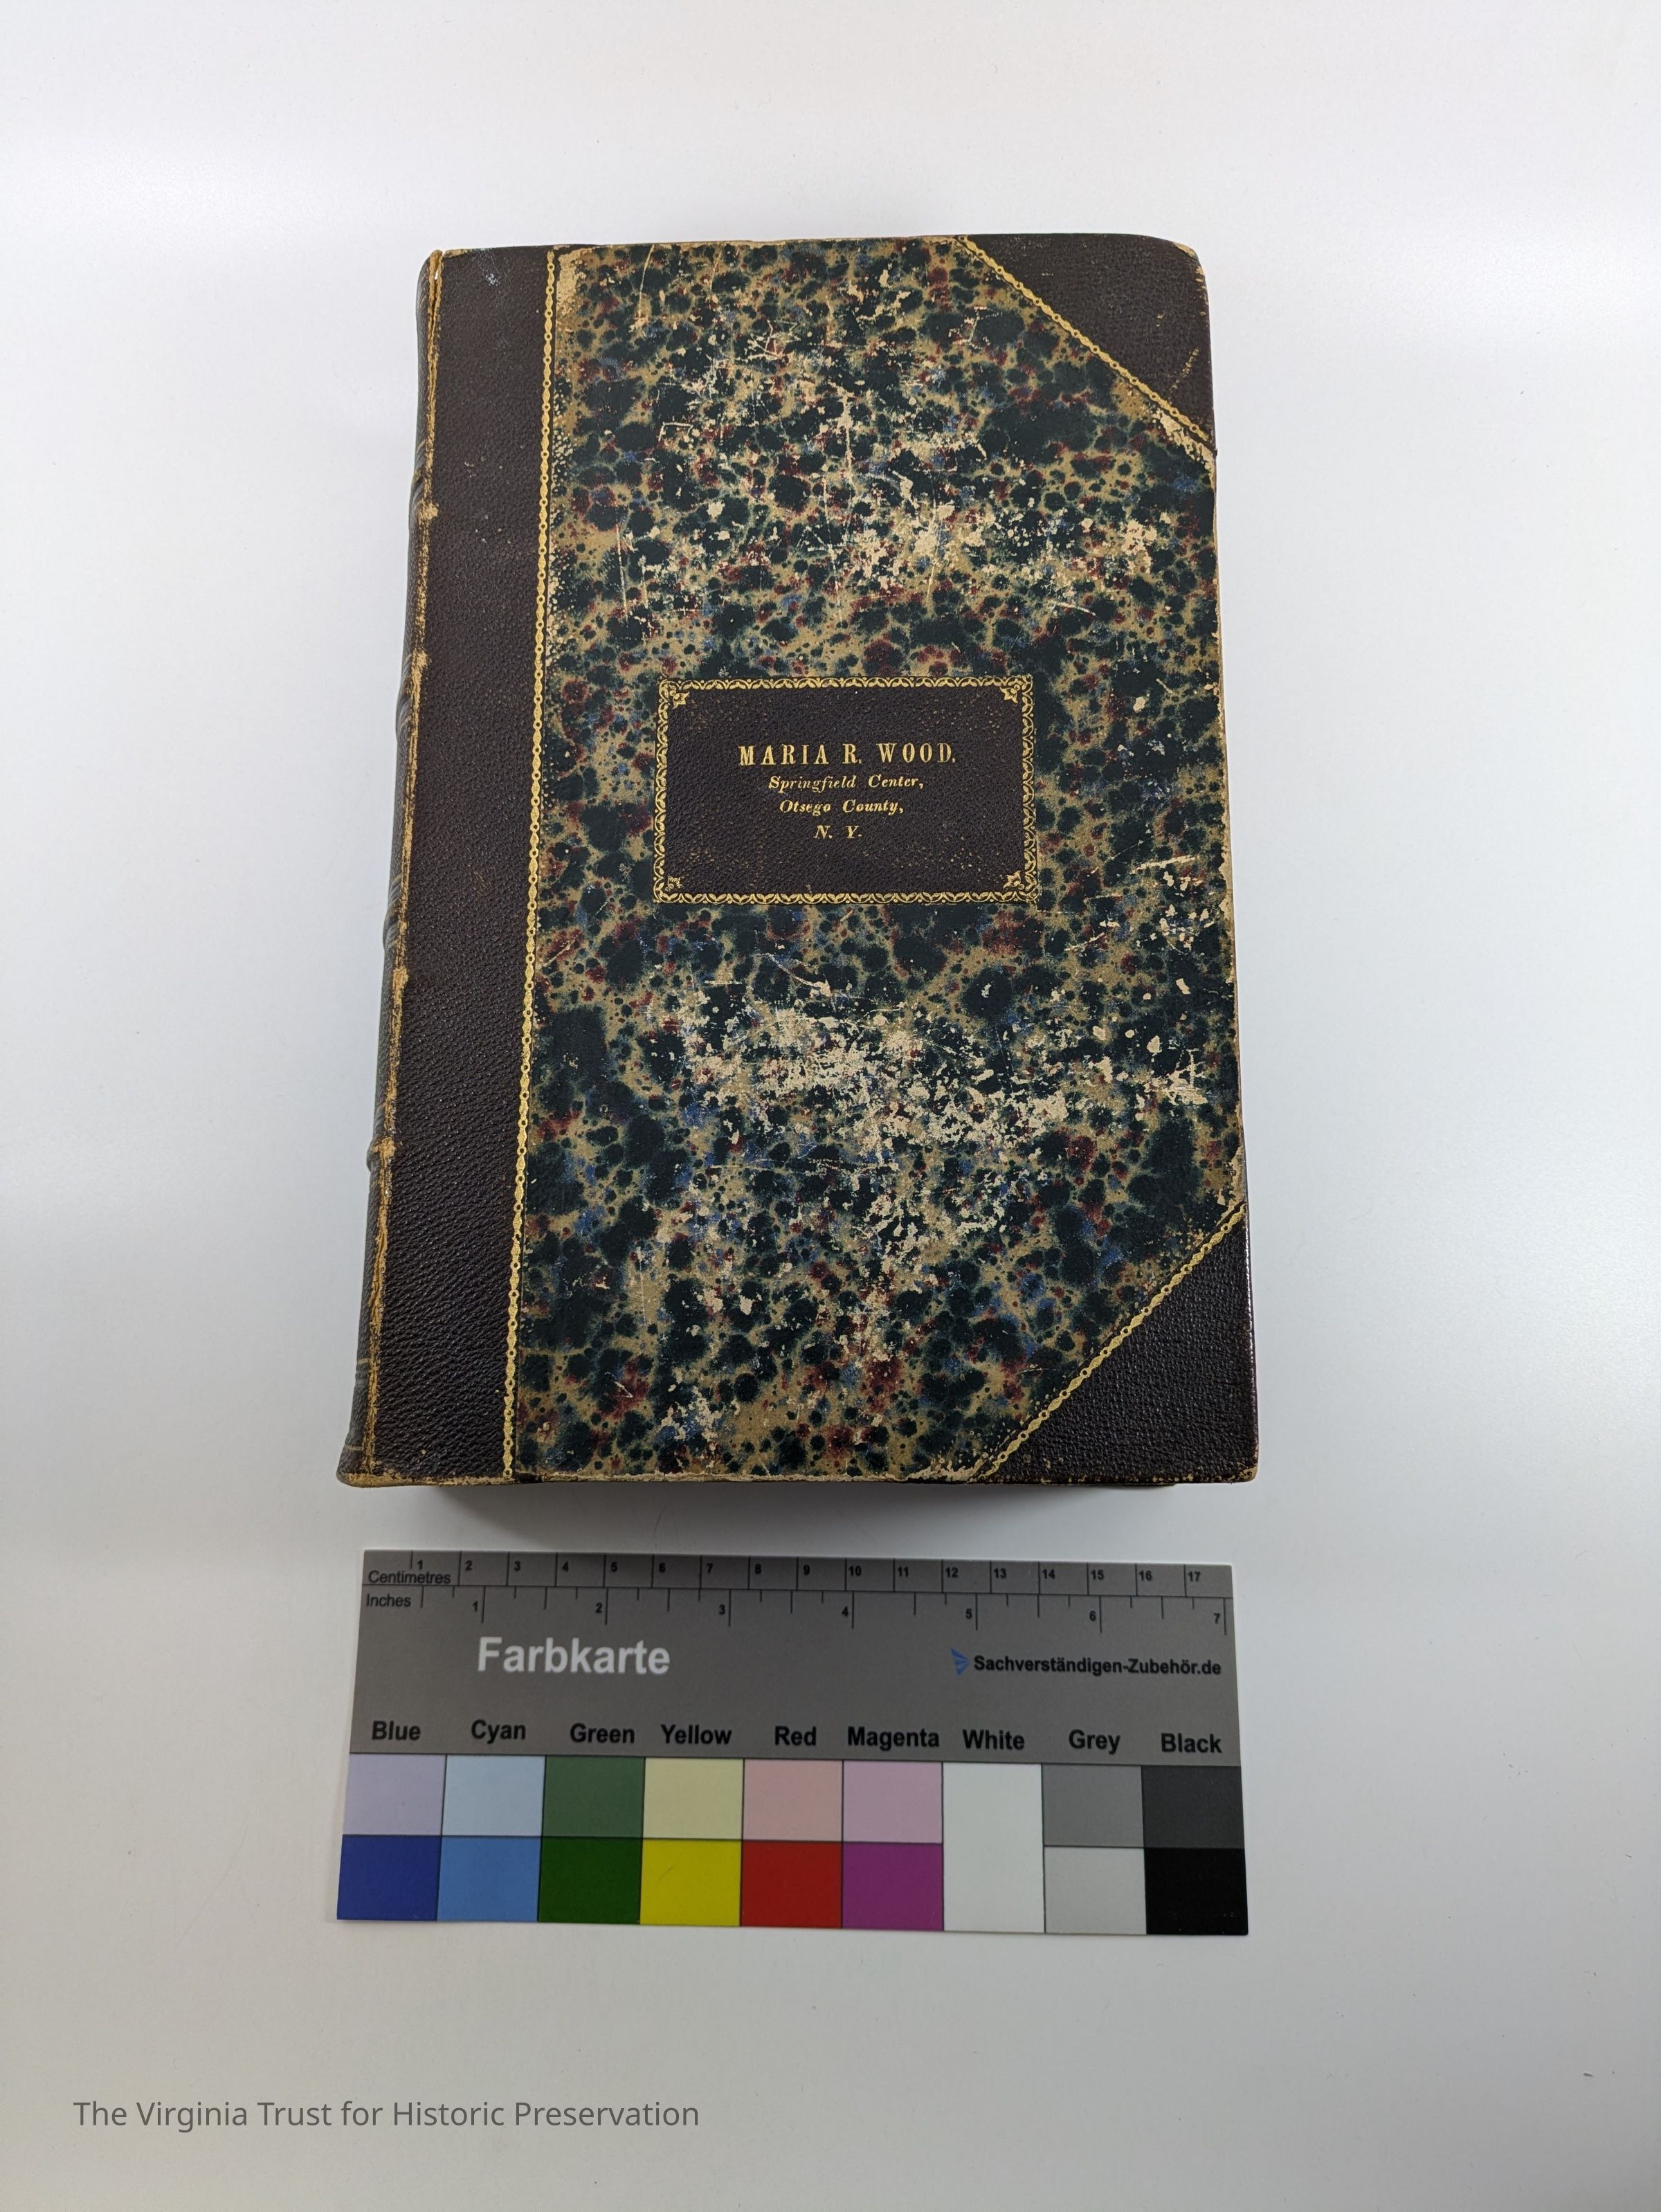 MARIA R. WOOD.
Springfield Center,
Otsego County,
N. Y.
Centimetres 1 2 3 4 5 6 7 8 9 10 11 12 13 14 15 16 17
Inches 1 2 3 4 5 6 7
Farbkarte
Sachverständigen-Zubehör.de
Blue Cyan Green Yellow Red Magenta White Grey Black
The Virginia Trust for Historic Preservation